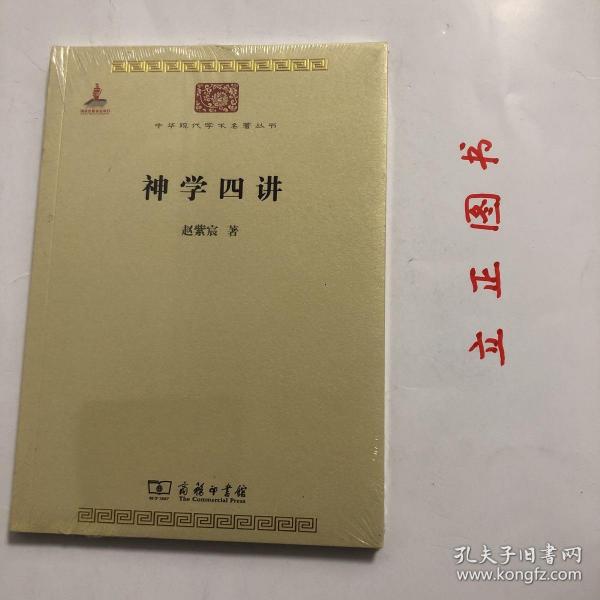 中华现代学术名著丛书
神学四讲
赵紫宸 著
商务印书馆
The Commercial Press
立正图书
孔夫子旧书网
www.kongfz.com